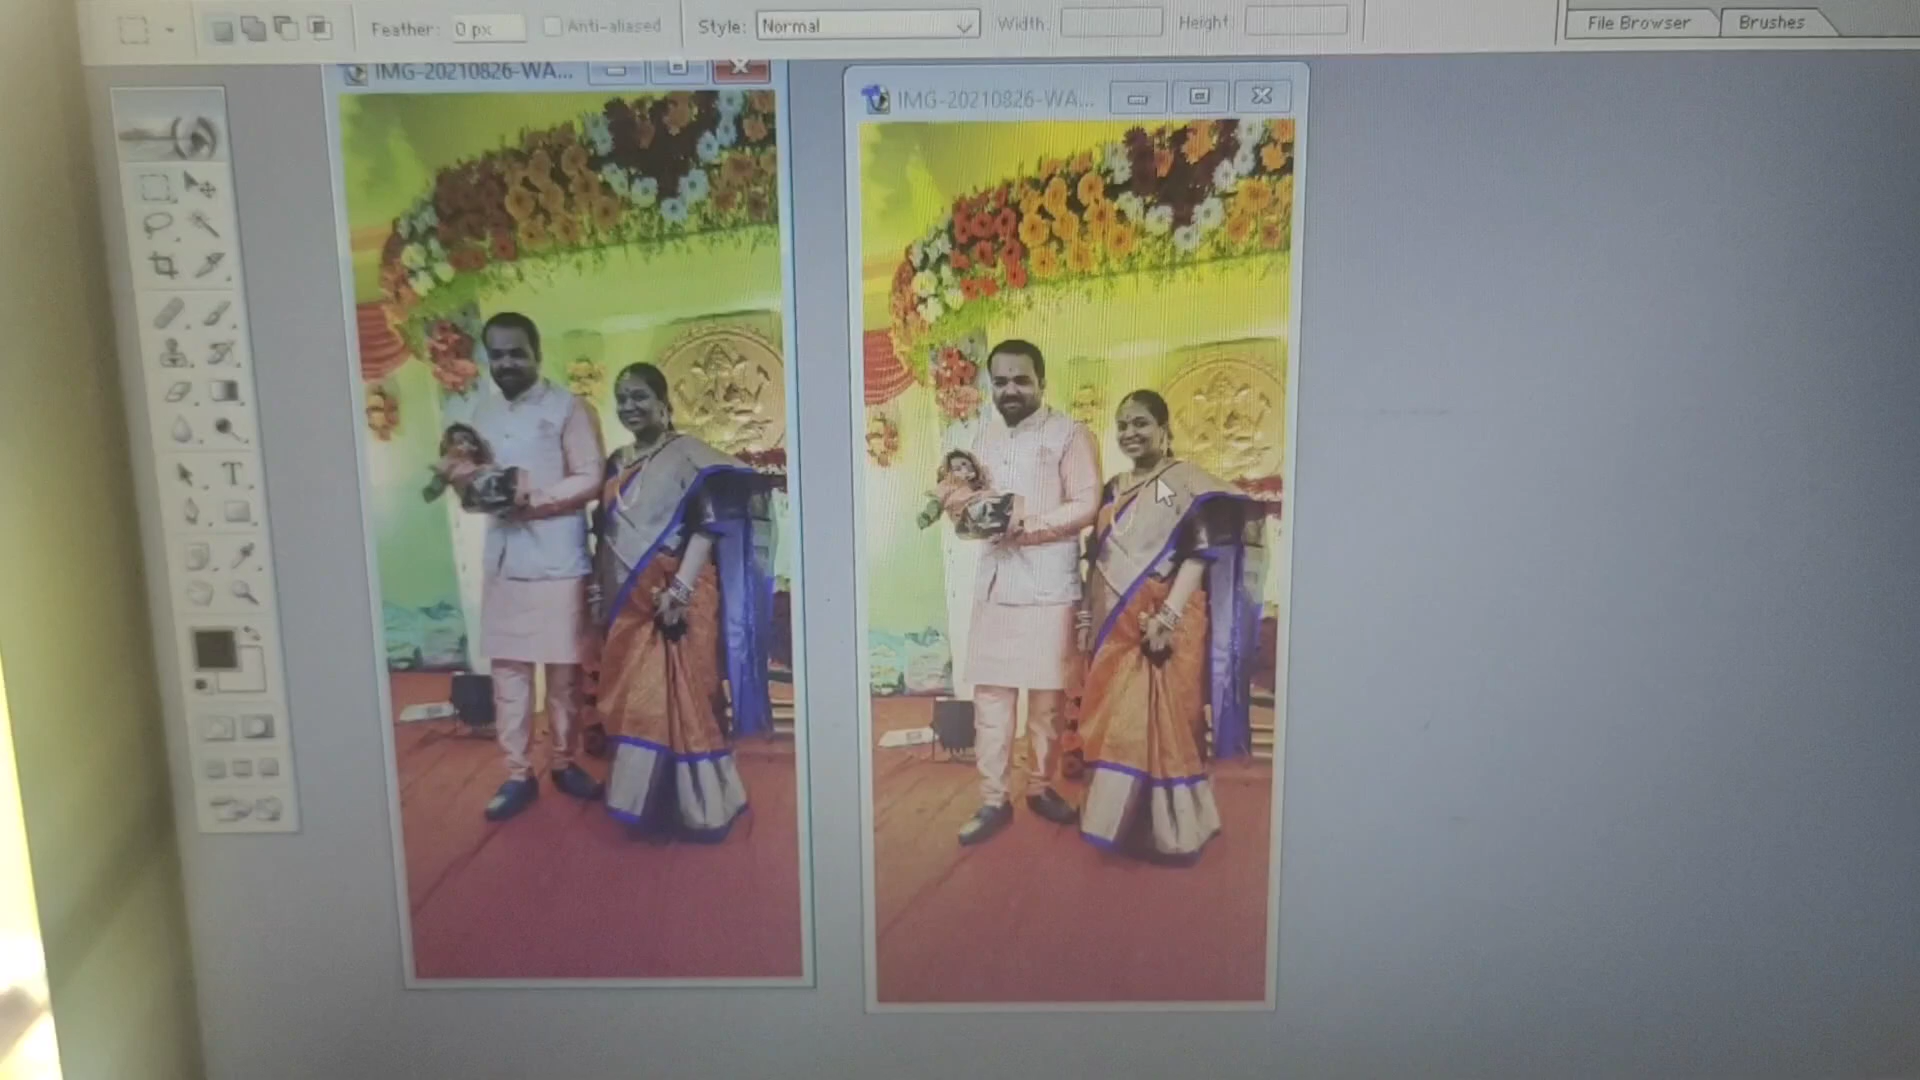 Feather: 0 px Anti-aliased Style: Normal Width: Height: File Browser Brushes
IMG-20210826-WA...
IMG-20210826-WA...
T